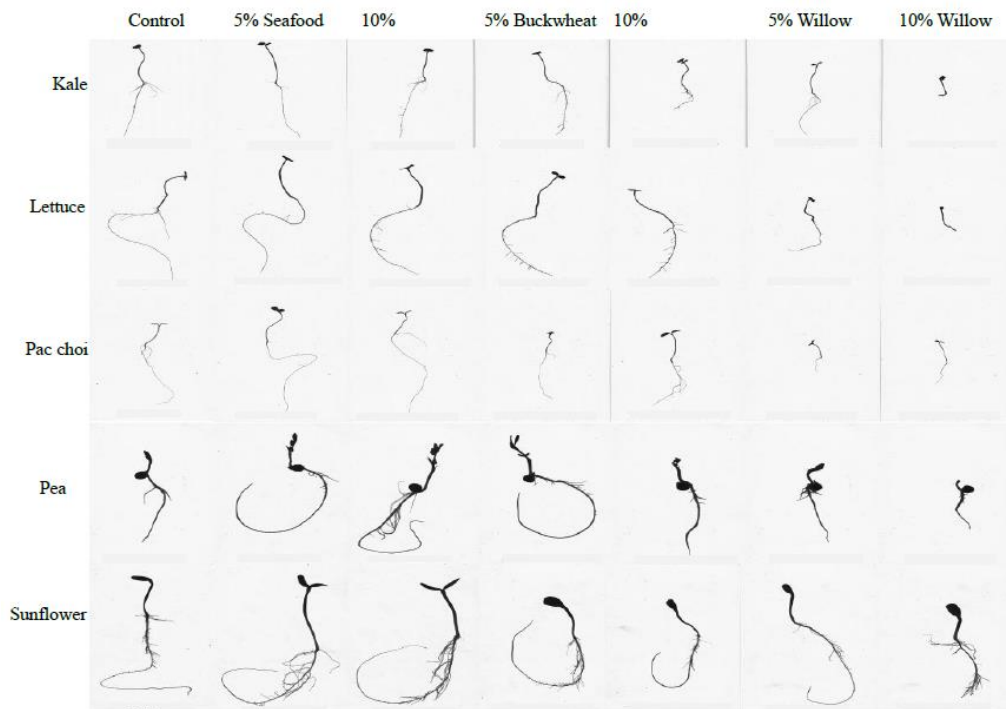 Control 5% Seafood 10% 5% Buckwheat 10% 5% Willow 10% Willow
Kale
Lettuce
Pac choi
Pea
Sunflower